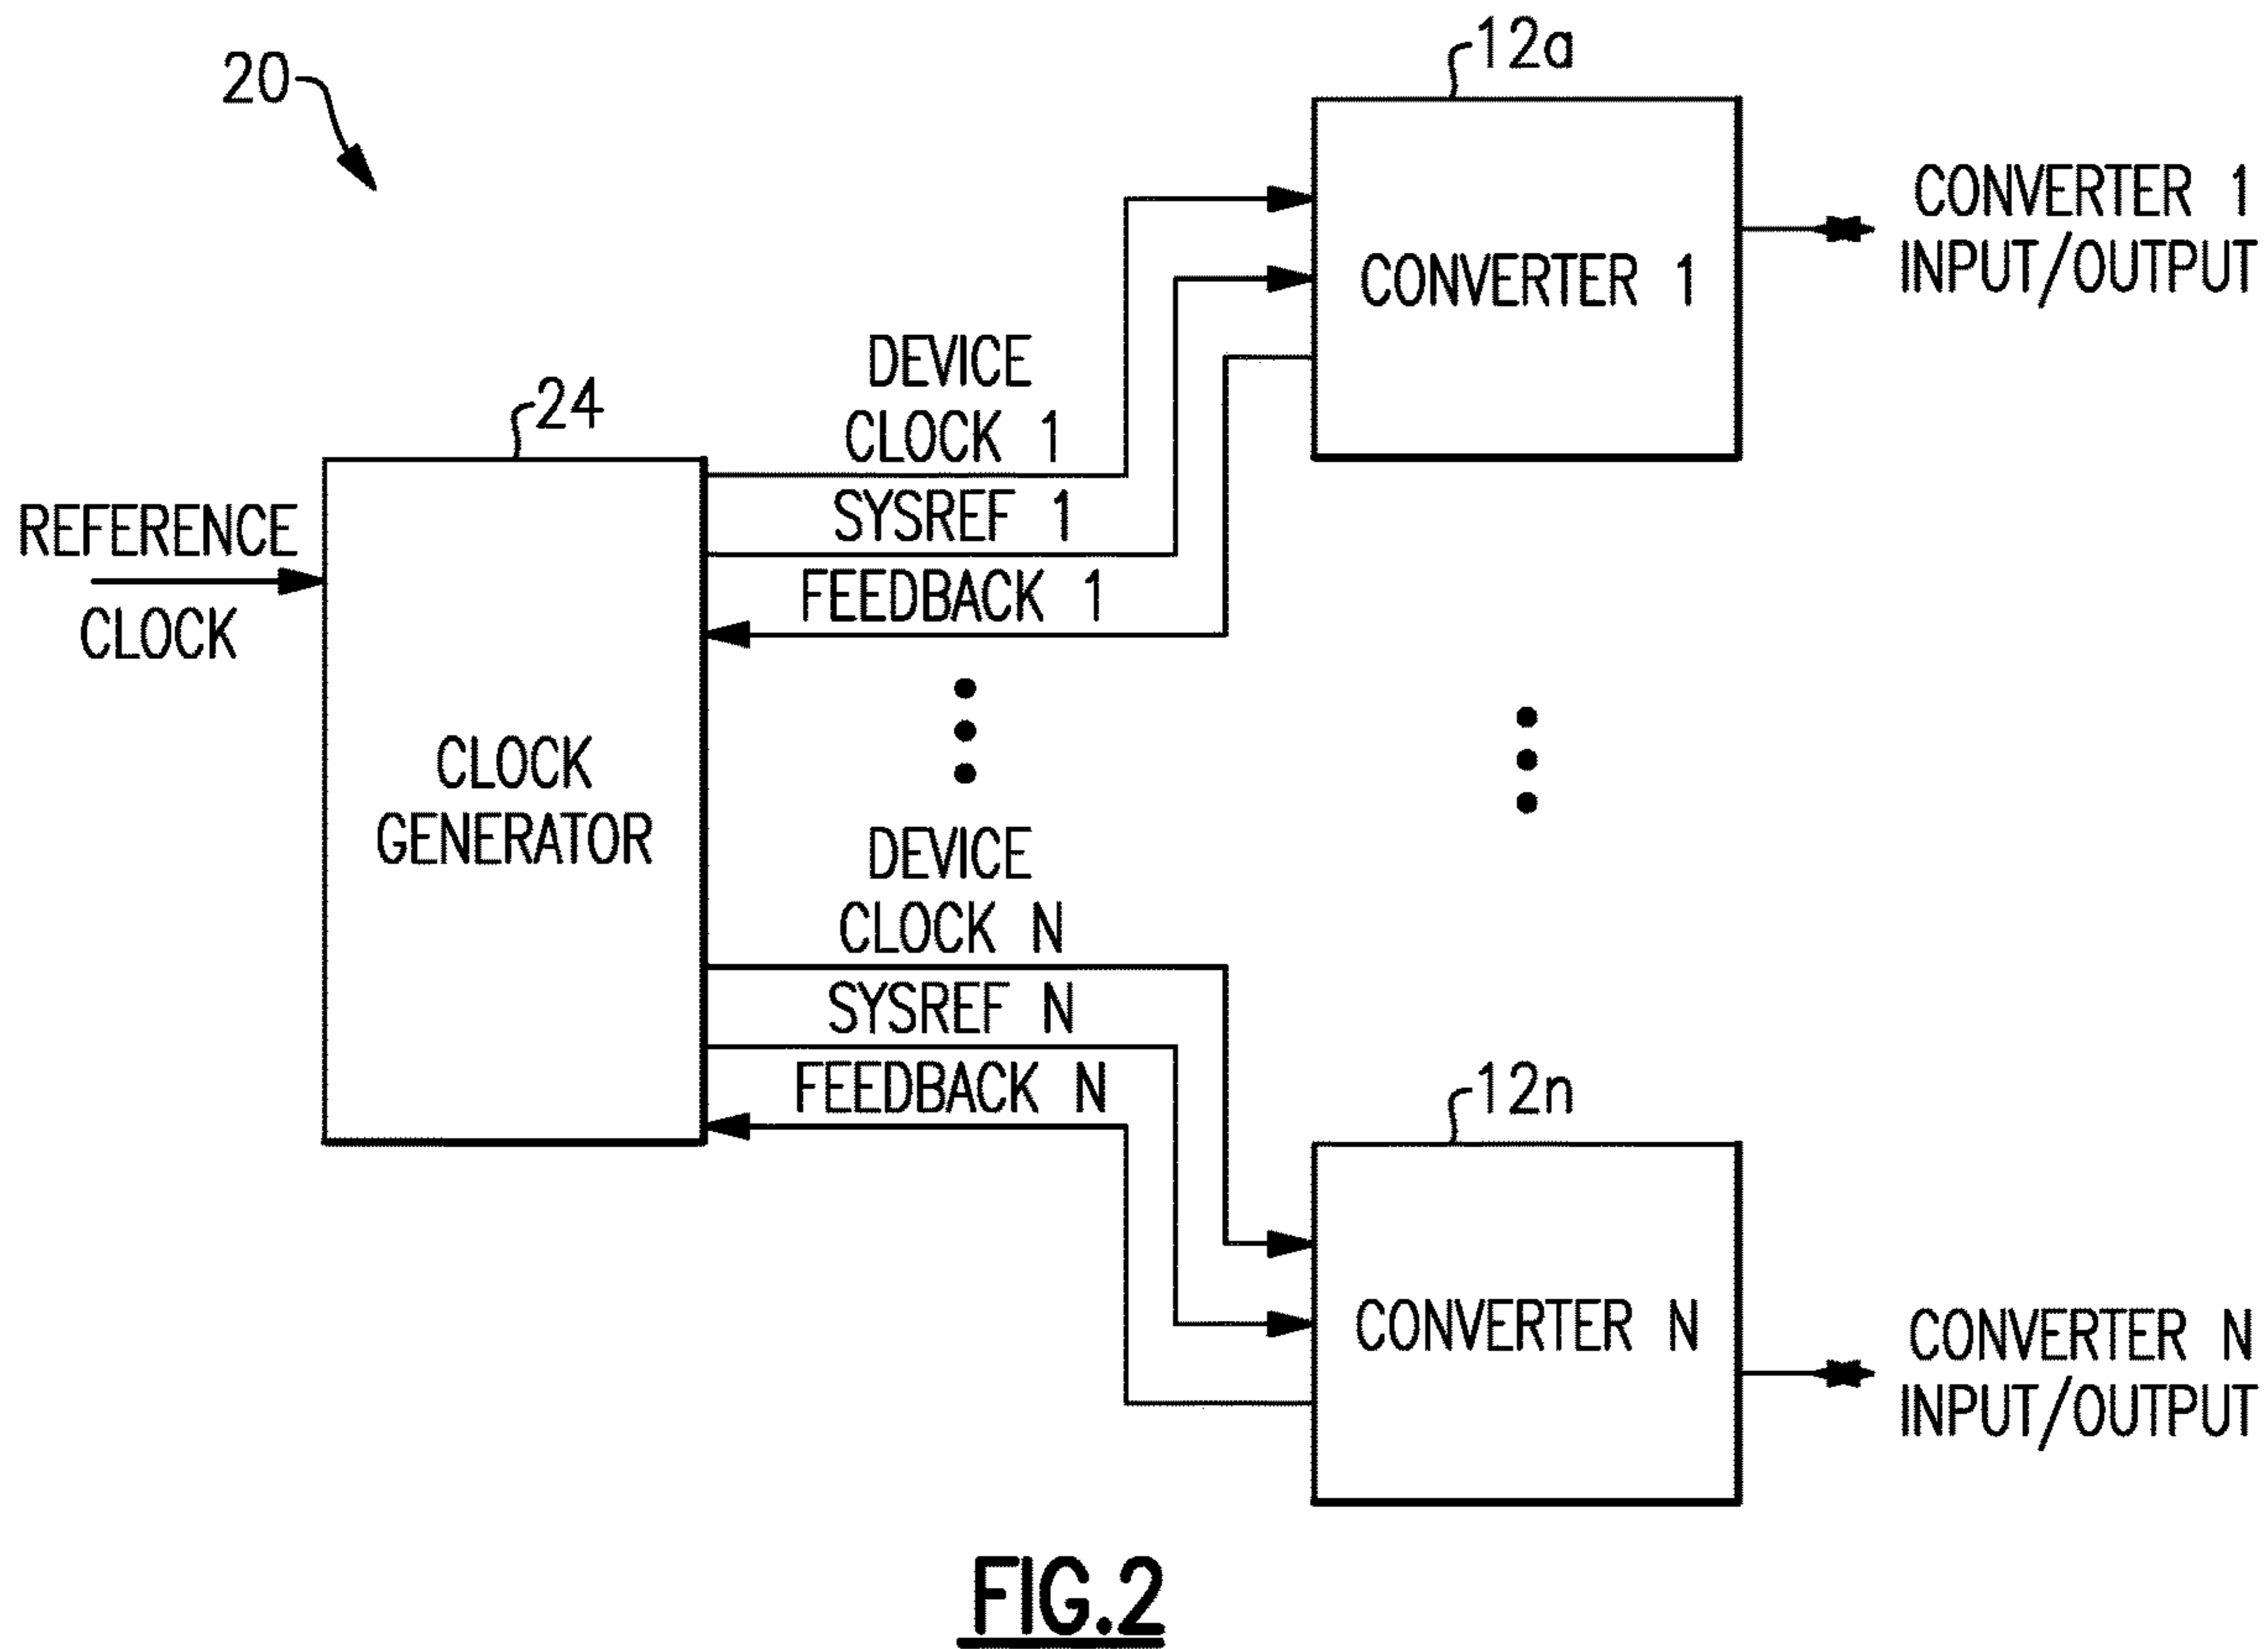 20
12a
CONVERTER 1
INPUT/OUTPUT
CONVERTER 1
DEVICE
CLOCK 1
24
SYSREF 1
REFERENCE
CLOCK
FEEDBACK 1
CLOCK
GENERATOR
DEVICE
CLOCK N
SYSREF N
FEEDBACK N
12n
CONVERTER N
CONVERTER N
INPUT/OUTPUT
FIG.2